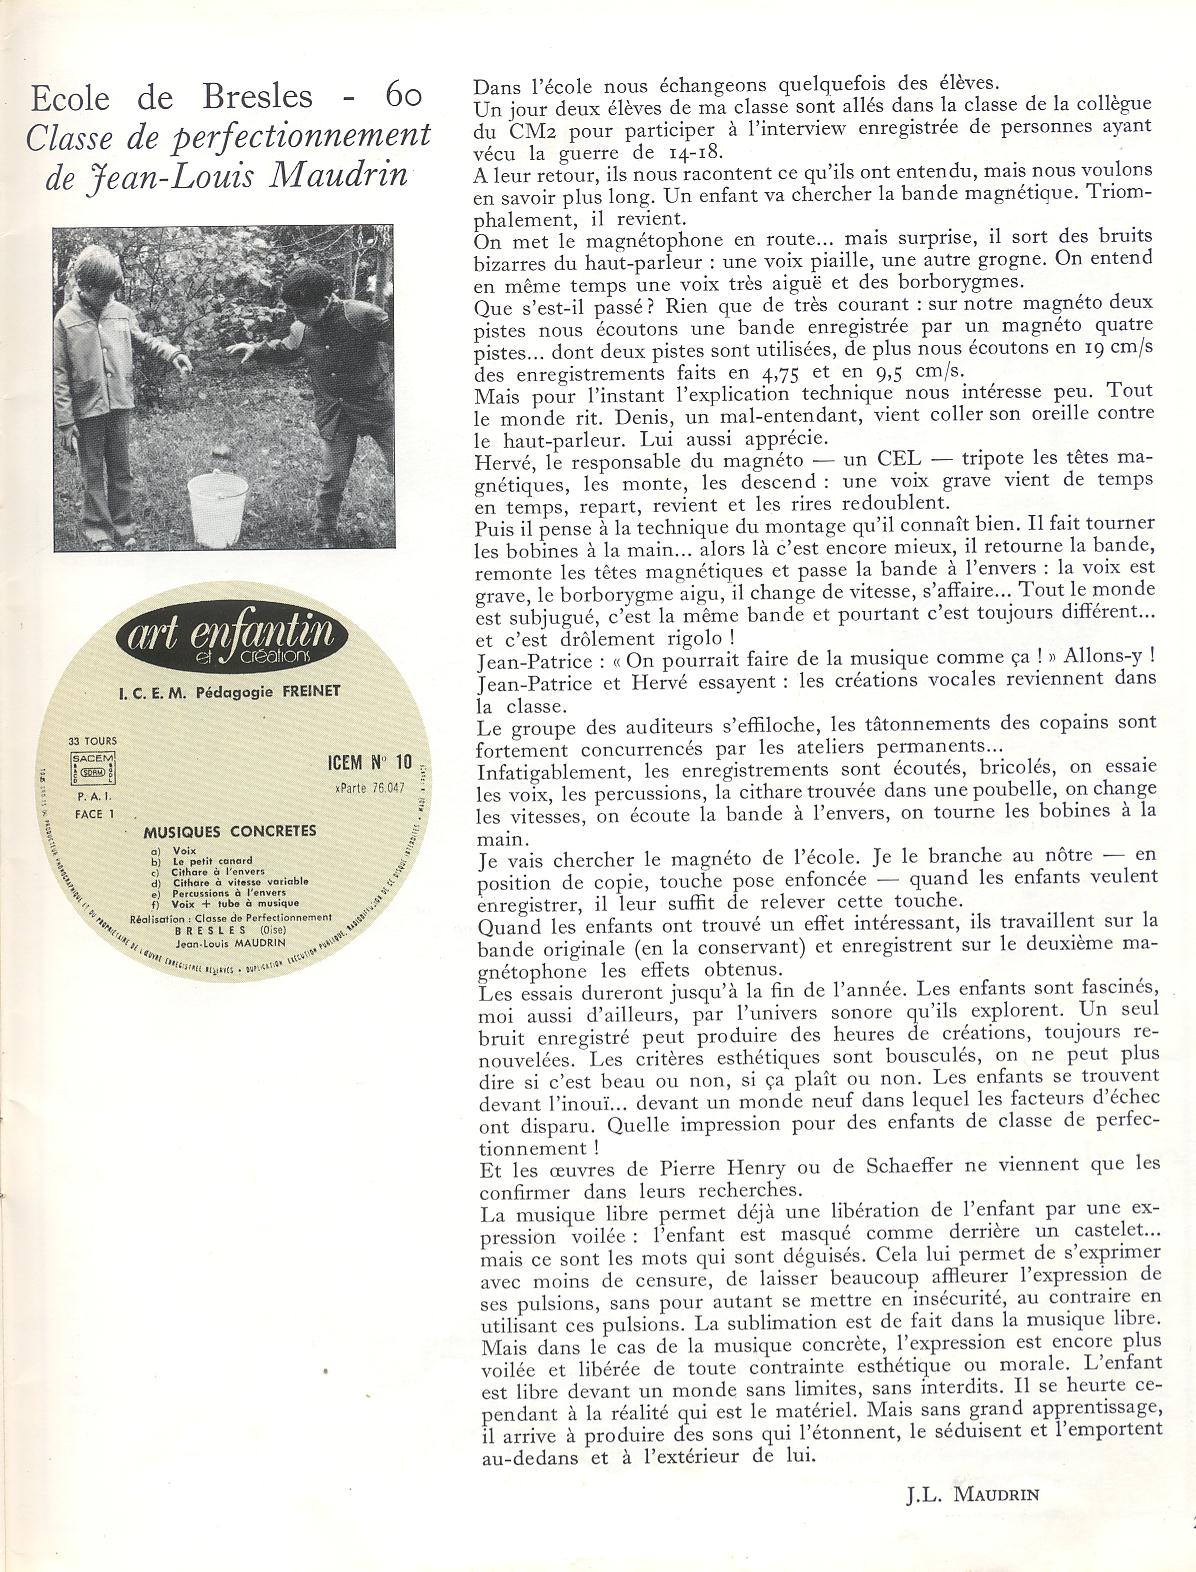 Ecole de Bresles - 60
Classe de perfectionnement
de Jean-Louis Maudrin
art enfantin
et créations
I. C. E. M. Pédagogie FREINET
33 TOURS
SACEM
SDRM
P. A. I.
FACE 1
ICEM N° 10
xParte 76.047
MUSIQUES CONCRETES
a) Voix
b) Le petit canard
c) Cithare à l'envers
d) Cithare à vitesse variable
e) Percussions à l'envers
f) Voix + tube à musique
Réalisation : Classe de Perfectionnement
BRESLES (Oise)
Jean-Louis MAUDRIN
DU PRODUCTEUR PHONOGRAPHIQUE ET DU PROPRIETAIRE DE L'ŒUVRE ENREGISTREE RESERVES • DUPLICATION EXECUTION PUBLIQUE, RADIODIFFUSION DE CE DISQUE INTERDITES • MADE
Dans l'école nous échangeons quelquefois des élèves.
Un jour deux élèves de ma classe sont allés dans la classe de la collègue
du CM2 pour participer à l'interview enregistrée de personnes ayant
vécu la guerre de 14-18.
A leur retour, ils nous racontent ce qu'ils ont entendu, mais nous voulons
en savoir plus long. Un enfant va chercher la bande magnétique. Triom-
phalement, il revient.
On met le magnétophone en route... mais surprise, il sort des bruits
bizarres du haut-parleur : une voix piaille, une autre grogne. On entend
en même temps une voix très aiguë et des borborygmes.
Que s'est-il passé ? Rien que de très courant : sur notre magnéto deux
pistes nous écoutons une bande enregistrée par un magnéto quatre
pistes... dont deux pistes sont utilisées, de plus nous écoutons en 19 cm/s
des enregistrements faits en 4,75 et en 9,5 cm/s.
Mais pour l'instant l'explication technique nous intéresse peu. Tout
le monde rit. Denis, un mal-entendant, vient coller son oreille contre
le haut-parleur. Lui aussi apprécie.
Hervé, le responsable du magnéto — un CEL — tripote les têtes ma-
gnétiques, les monte, les descend : une voix grave vient de temps
en temps, repart, revient et les rires redoublent.
Puis il pense à la technique du montage qu'il connaît bien. Il fait tourner
les bobines à la main... alors là c'est encore mieux, il retourne la bande,
remonte les têtes magnétiques et passe la bande à l'envers : la voix est
grave, le borborygme aigu, il change de vitesse, s'affaire... Tout le monde
est subjugué, c'est la même bande et pourtant c'est toujours différent...
et c'est drôlement rigolo !
Jean-Patrice : « On pourrait faire de la musique comme ça ! » Allons-y !
Jean-Patrice et Hervé essayent : les créations vocales reviennent dans
la classe.
Le groupe des auditeurs s'effiloche, les tâtonnements des copains sont
fortement concurrencés par les ateliers permanents...
Infatigablement, les enregistrements sont écoutés, bricolés, on essaie
les voix, les percussions, la cithare trouvée dans une poubelle, on change
les vitesses, on écoute la bande à l'envers, on tourne les bobines à la
main.
Je vais chercher le magnéto de l'école. Je le branche au nôtre — en
position de copie, touche pose enfoncée — quand les enfants veulent
enregistrer, il leur suffit de relever cette touche.
Quand les enfants ont trouvé un effet intéressant, ils travaillent sur la
bande originale (en la conservant) et enregistrent sur le deuxième ma-
gnétophone les effets obtenus.
Les essais dureront jusqu'à la fin de l'année. Les enfants sont fascinés,
moi aussi d'ailleurs, par l'univers sonore qu'ils explorent. Un seul
bruit enregistré peut produire des heures de créations, toujours re-
nouvelées. Les critères esthétiques sont bousculés, on ne peut plus
dire si c'est beau ou non, si ça plaît ou non. Les enfants se trouvent
devant l'inouï... devant un monde neuf dans lequel les facteurs d'échec
ont disparu. Quelle impression pour des enfants de classe de perfec-
tionnement !
Et les œuvres de Pierre Henry ou de Schaeffer ne viennent que les
confirmer dans leurs recherches.
La musique libre permet déjà une libération de l'enfant par une ex-
pression voilée : l'enfant est masqué comme derrière un castelet...
mais ce sont les mots qui sont déguisés. Cela lui permet de s'exprimer
avec moins de censure, de laisser beaucoup affleurer l'expression de
ses pulsions, sans pour autant se mettre en insécurité, au contraire en
utilisant ces pulsions. La sublimation est de fait dans la musique libre.
Mais dans le cas de la musique concrète, l'expression est encore plus
voilée et libérée de toute contrainte esthétique ou morale. L'enfant
est libre devant un monde sans limites, sans interdits. Il se heurte ce-
pendant à la réalité qui est le matériel. Mais sans grand apprentissage,
il arrive à produire des sons qui l'étonnent, le séduisent et l'emportent
au-dedans et à l'extérieur de lui.
J.L. MAUDRIN